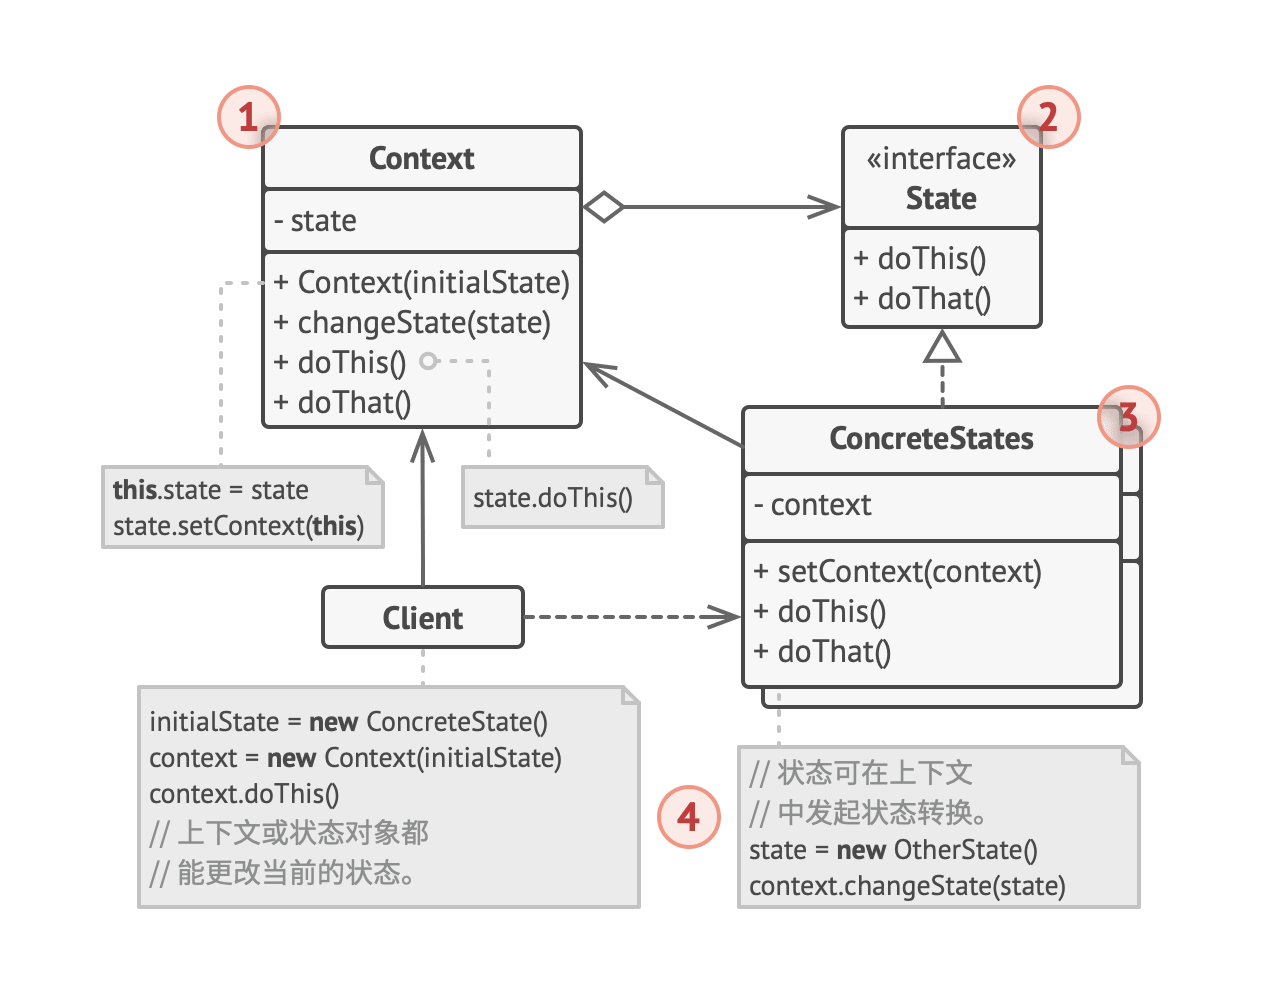 1
Context
- state
+ Context(initialState)
+ changeState(state)
+ doThis()
+ doThat()
2
«interface»
State
+ doThis()
+ doThat()
3
ConcreteStates
- context
+ setContext(context)
+ doThis()
+ doThat()
this.state = state
state.setContext(this)
state.doThis()
Client
initialState = new ConcreteState()
context = new Context(initialState)
context.doThis()
// 上下文或状态对象都
// 能更改当前的状态。
4
// 状态可在上下文
// 中发起状态转换。
state = new OtherState()
context.changeState(state)